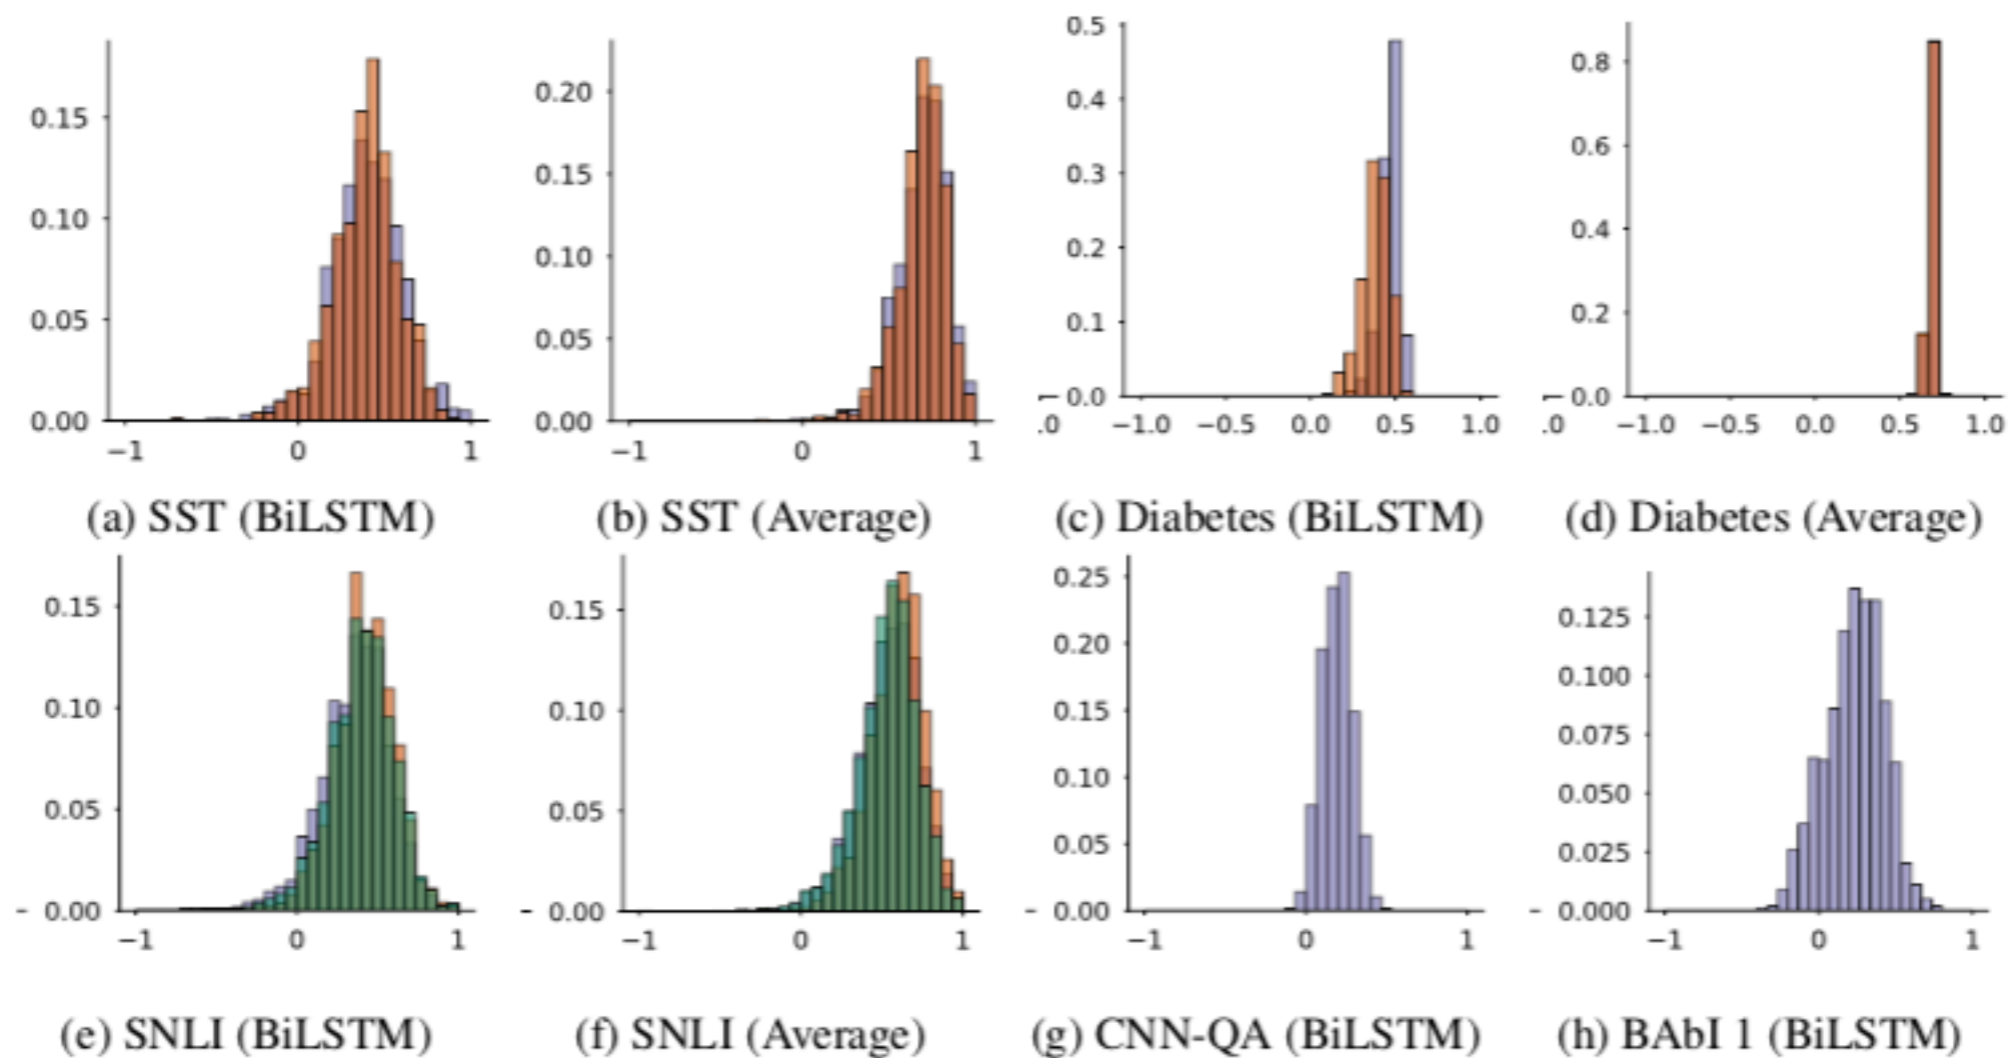 0.15
0.10
0.05
0.00
−1 0 1
(a) SST (BiLSTM)
0.20
0.15
0.10
0.05
0.00
−1 0 1
(b) SST (Average)
0.5
0.4
0.3
0.2
0.1
0.0
.0 −1.0 −0.5 0.0 0.5 1.0
(c) Diabetes (BiLSTM)
0.8
0.6
0.4
0.2
0.0
.0 −1.0 −0.5 0.0 0.5 1.0
(d) Diabetes (Average)
0.15
0.10
0.05
0.00
−1 0 1
(e) SNLI (BiLSTM)
0.15
0.10
0.05
0.00
−1 0 1
(f) SNLI (Average)
0.25
0.20
0.15
0.10
0.05
0.00
−1 0 1
(g) CNN-QA (BiLSTM)
0.125
0.100
0.075
0.050
0.025
0.000
−1 0 1
(h) BAbI 1 (BiLSTM)